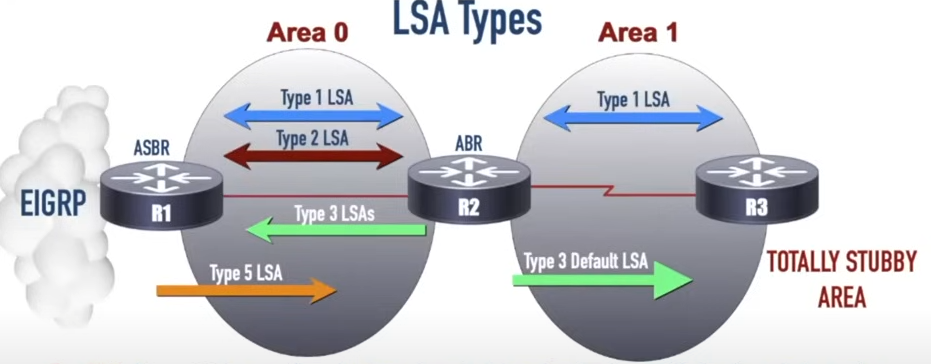 LSA Types
Area 0
Area 1
Type 1 LSA
Type 1 LSA
Type 2 LSA
ASBR
ABR
EIGRP
R1
R2
R3
Type 3 LSAs
Type 5 LSA
Type 3 Default LSA
TOTALLY STUBBY
AREA